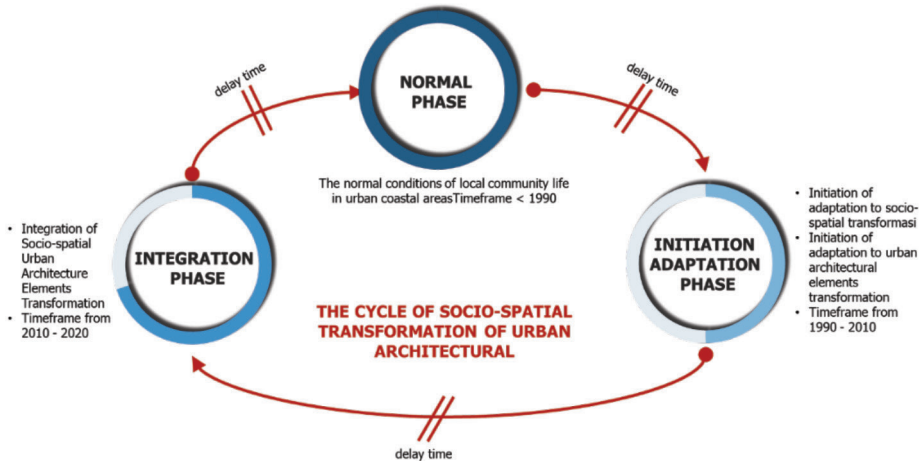 delay time
NORMAL
PHASE
delay time
The normal conditions of local community life
in urban coastal areasTimeframe < 1990
• Integration of
Socio-spatial
Urban
Architecture
Elements
Transformation
• Timeframe from
2010 - 2020
INTEGRATION
PHASE
INITIATION
ADAPTATION
PHASE
• Initiation of
adaptation to socio-
spatial transformasi
• Initiation of
adaptation to urban
architectural
elements
transformation
• Timeframe from
1990 - 2010
THE CYCLE OF SOCIO-SPATIAL
TRANSFORMATION OF URBAN
ARCHITECTURAL
delay time